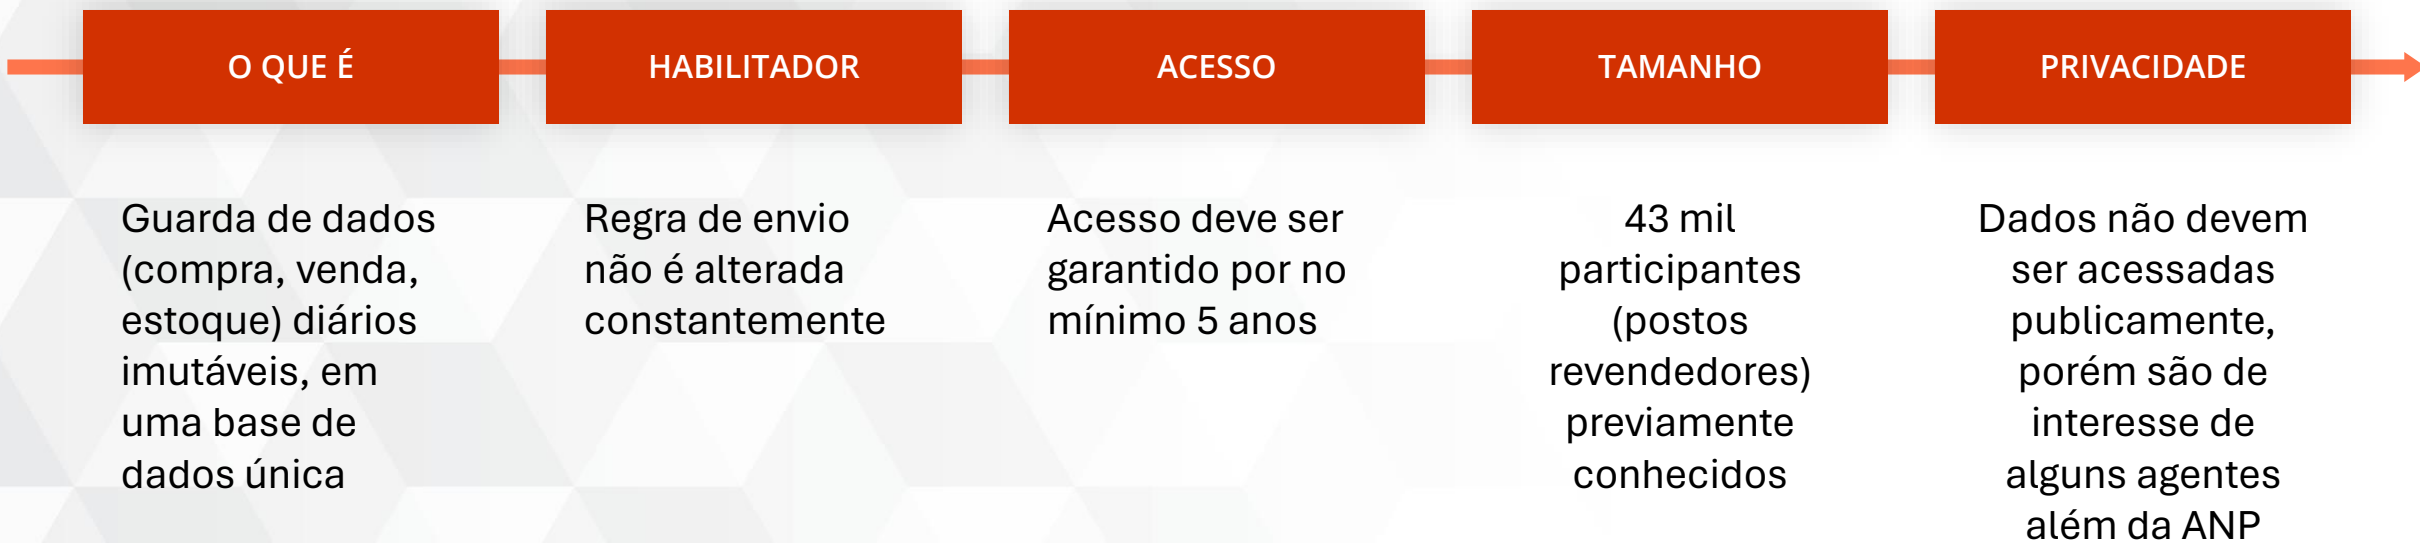 O QUE É
HABILITADOR
ACESSO
TAMANHO
PRIVACIDADE
Guarda de dados
(compra, venda,
estoque) diários
imutáveis, em
uma base de
dados única
Regra de envio
não é alterada
constantemente
Acesso deve ser
garantido por no
mínimo 5 anos
43 mil
participantes
(postos
revendedores)
previamente
conhecidos
Dados não devem
ser acessadas
publicamente,
porém são de
interesse de
alguns agentes
além da ANP